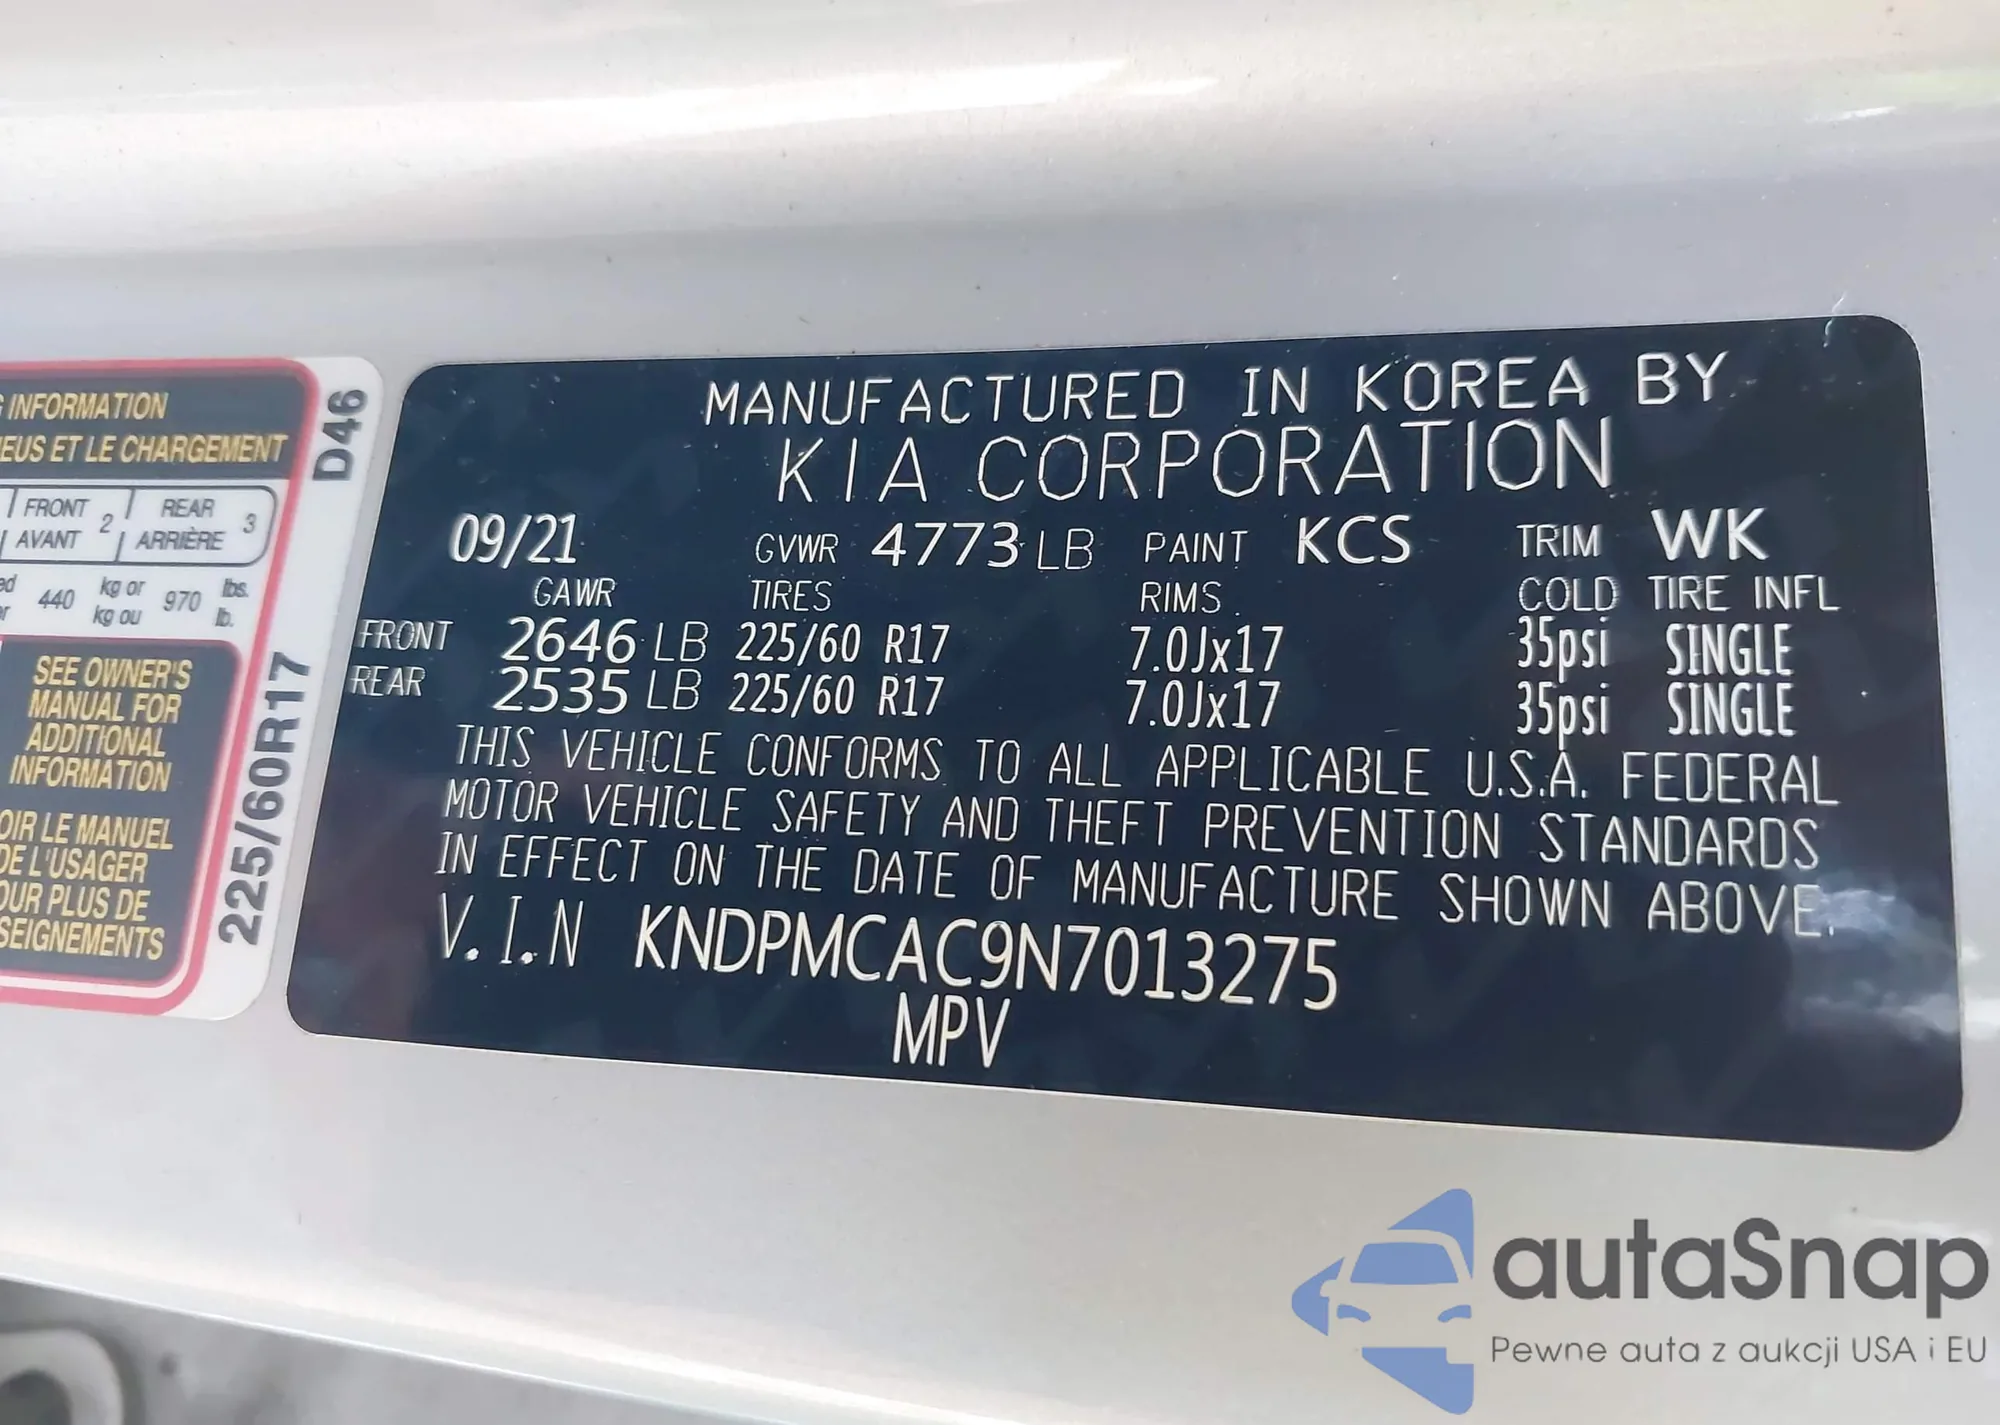 INFORMATION
EUS ET LE CHARGEMENT
FRONT 2 REAR 3
AVANT ARRIÈRE
440 kg or 970 lbs.
kg ou lb.
SEE OWNER'S
MANUAL FOR
ADDITIONAL
INFORMATION
OIR LE MANUEL
DE L'USAGER
OUR PLUS DE
SEIGNEMENTS
D46
225/60R17
MANUFACTURED IN KOREA BY
KIA CORPORATION
09/21 GVWR 4773 LB PAINT KCS TRIM WK
GAWR TIRES RIMS COLD TIRE INFL
FRONT 2646 LB 225/60 R17 7.0Jx17 35psi SINGLE
REAR 2535 LB 225/60 R17 7.0Jx17 35psi SINGLE
THIS VEHICLE CONFORMS TO ALL APPLICABLE U.S.A. FEDERAL
MOTOR VEHICLE SAFETY AND THEFT PREVENTION STANDARDS
IN EFFECT ON THE DATE OF MANUFACTURE SHOWN ABOVE.
V.I.N KNDPMCAC9N7013275
MPV
autaSnap
Pewne auta z aukcji USA i EU